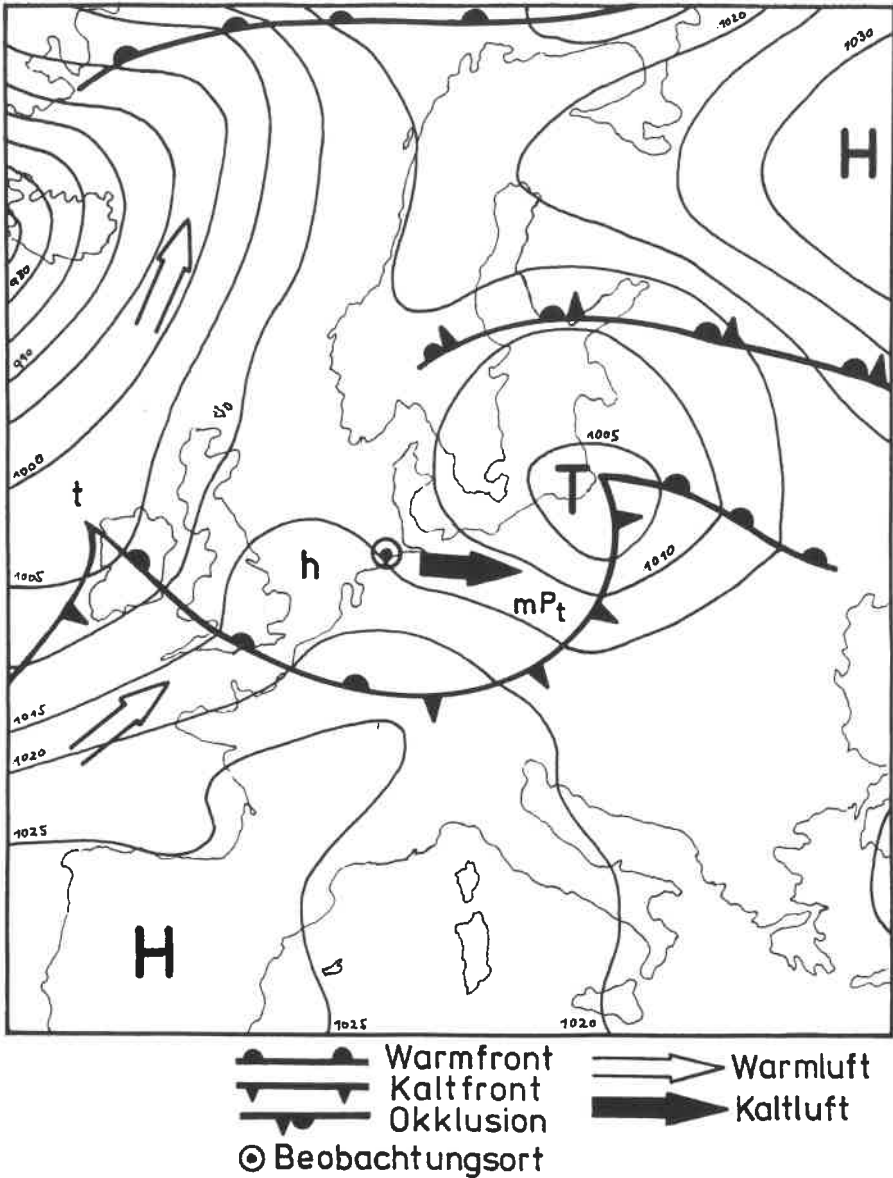 1020
1030
H
980
990
1000
t
1005
T
1005
h
mPt
1010
1015
1020
1025
H
1025
1020
Warmfront
Warmluft
Kaltfront
Kaltluft
Okklusion
Beobachtungsort